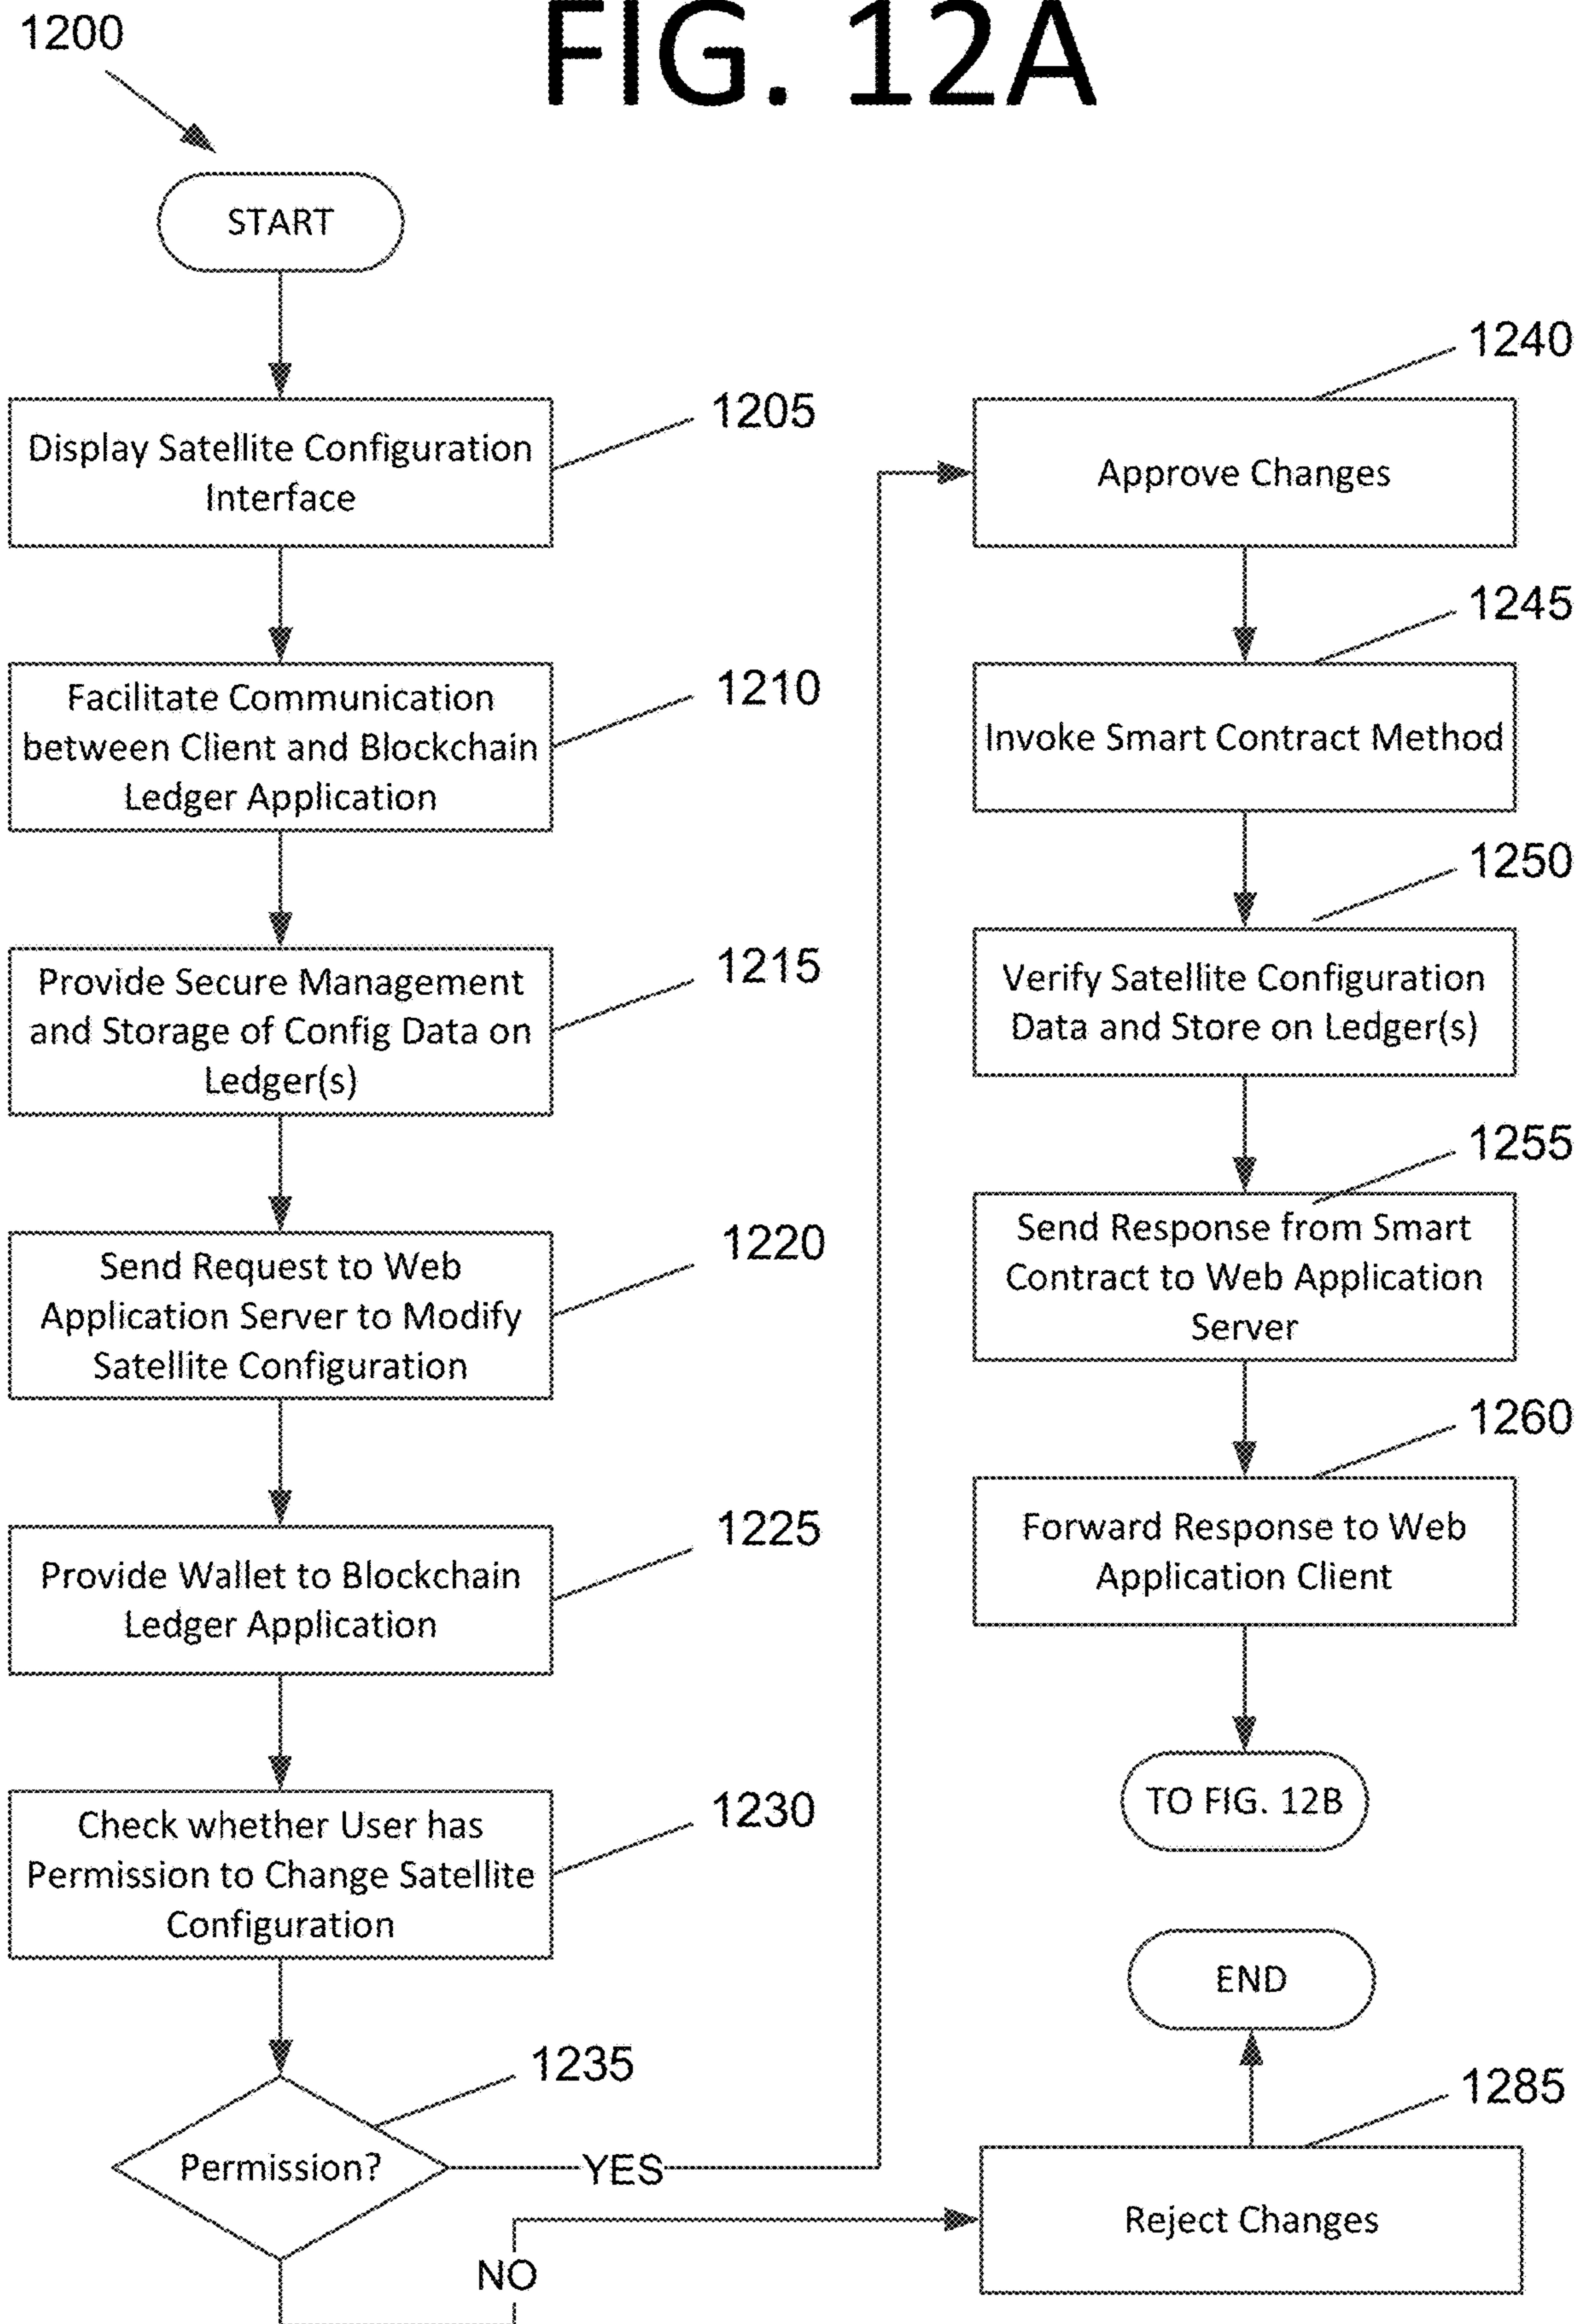 FIG. 12A
1200
START
1205
Display Satellite Configuration
Interface
1210
Facilitate Communication
between Client and Blockchain
Ledger Application
1215
Provide Secure Management
and Storage of Config Data on
Ledger(s)
1220
Send Request to Web
Application Server to Modify
Satellite Configuration
1225
Provide Wallet to Blockchain
Ledger Application
1230
Check whether User has
Permission to Change Satellite
Configuration
1235
Permission?
YES
NO
1240
Approve Changes
1245
Invoke Smart Contract Method
1250
Verify Satellite Configuration
Data and Store on Ledger(s)
1255
Send Response from Smart
Contract to Web Application
Server
1260
Forward Response to Web
Application Client
TO FIG. 12B
END
1285
Reject Changes